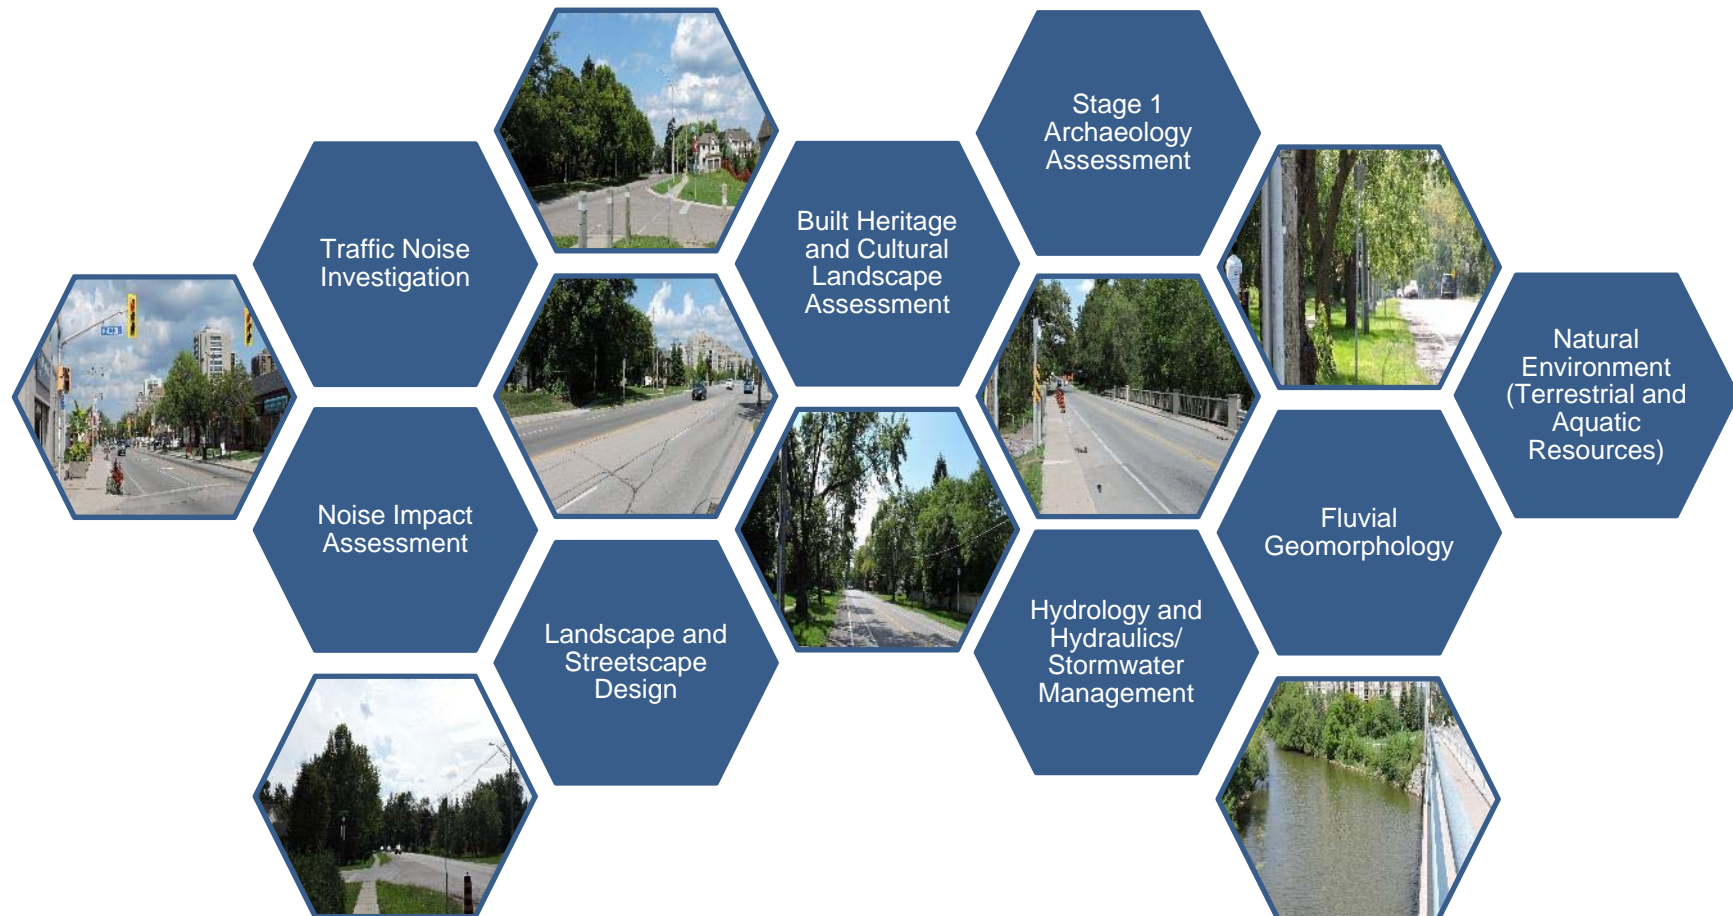 Stage 1
Archaeology
Assessment
Traffic Noise
Investigation
Built Heritage
and Cultural
Landscape
Assessment
Natural
Environment
(Terrestrial and
Aquatic
Resources)
Noise Impact
Assessment
Fluvial
Geomorphology
Landscape and
Streetscape
Design
Hydrology and
Hydraulics/
Stormwater
Management